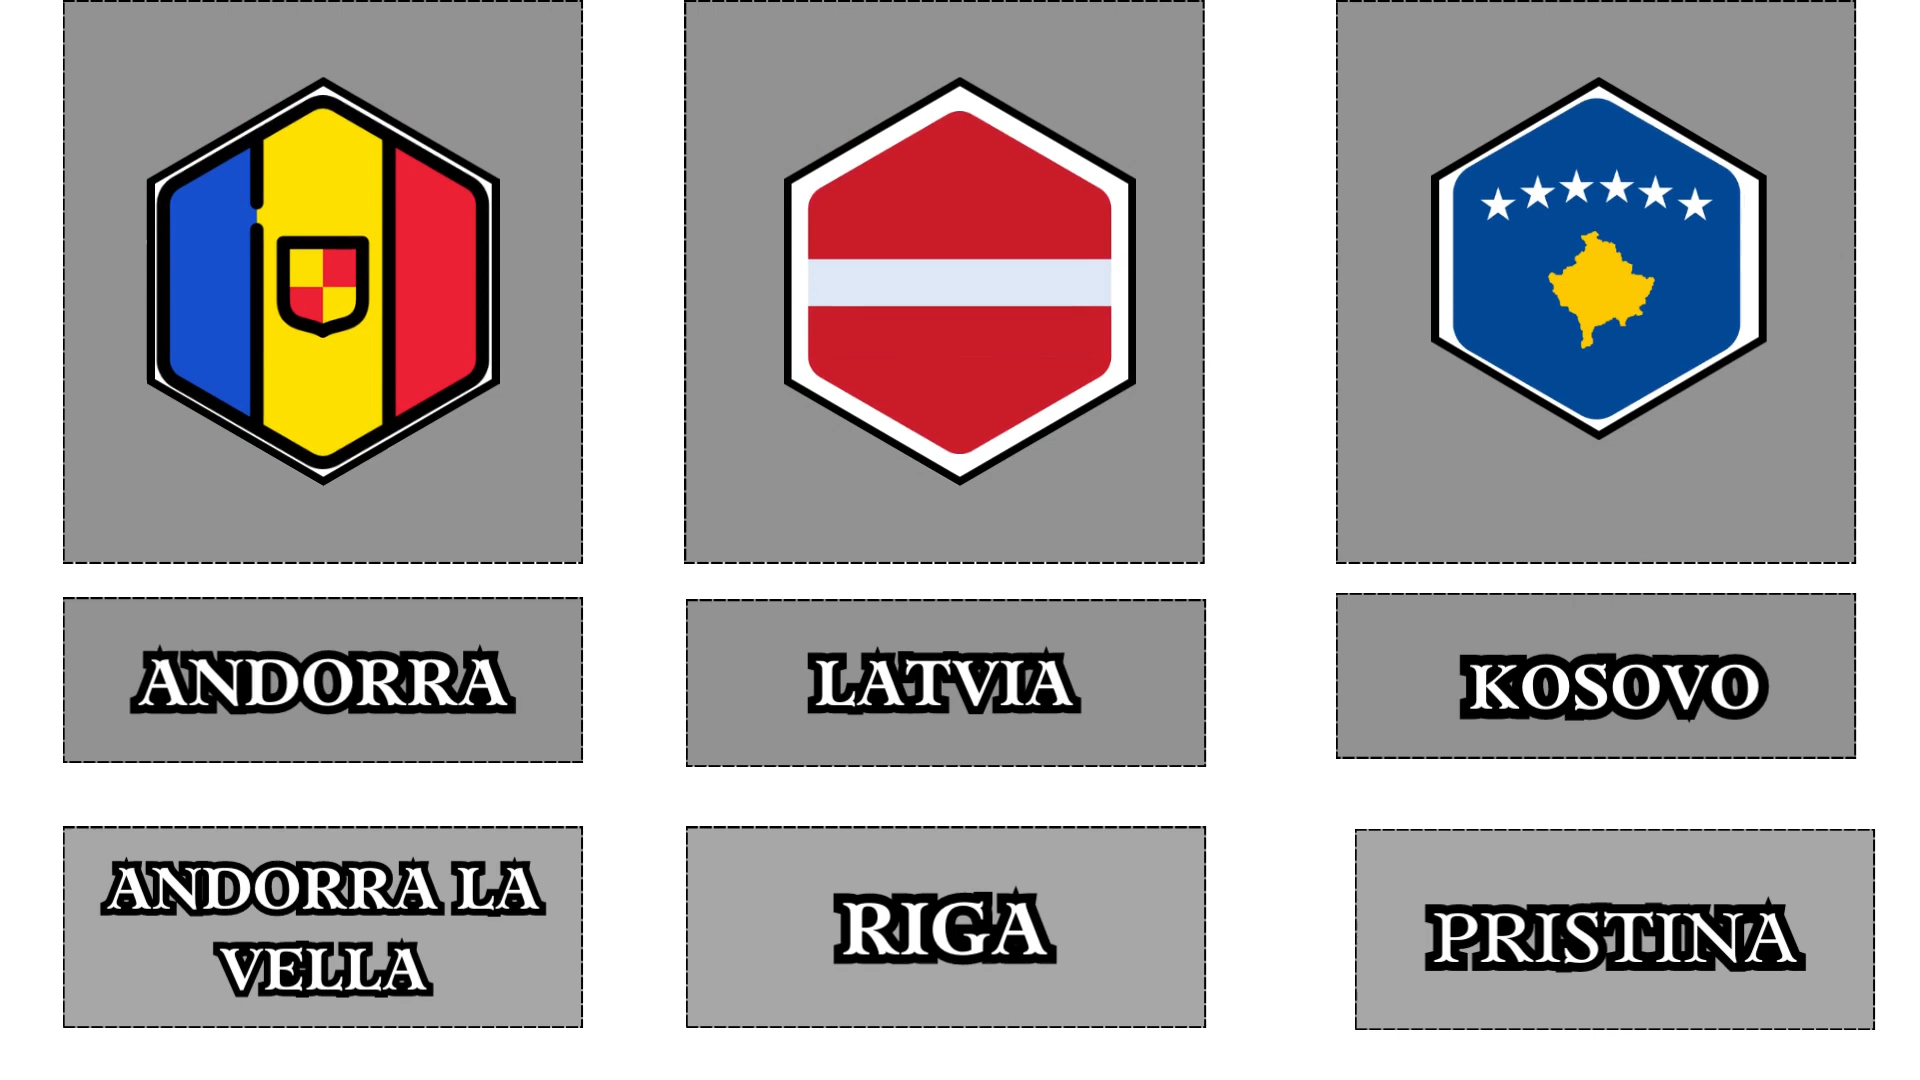 ANDORRA
LATVIA
KOSOVO
ANDORRA LA
VELLA
RIGA
PRISTINA